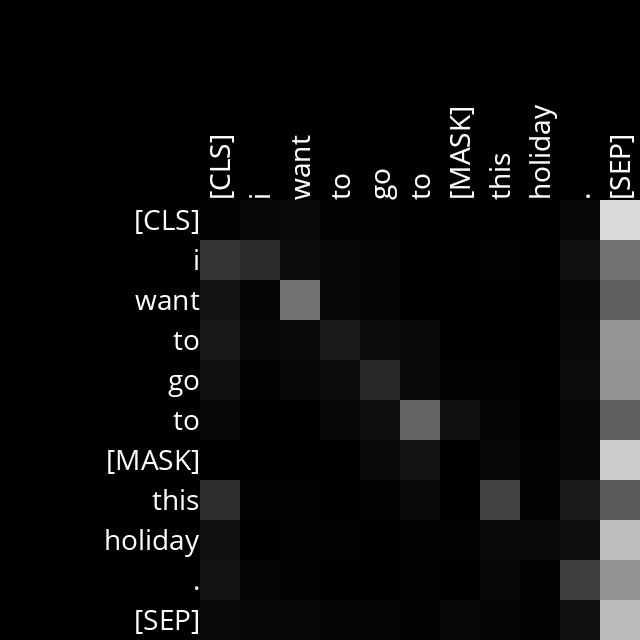 [CLS] i want to go to [MASK] this holiday . [SEP]
[CLS]
i
want
to
go
to
[MASK]
this
holiday
.
[SEP]